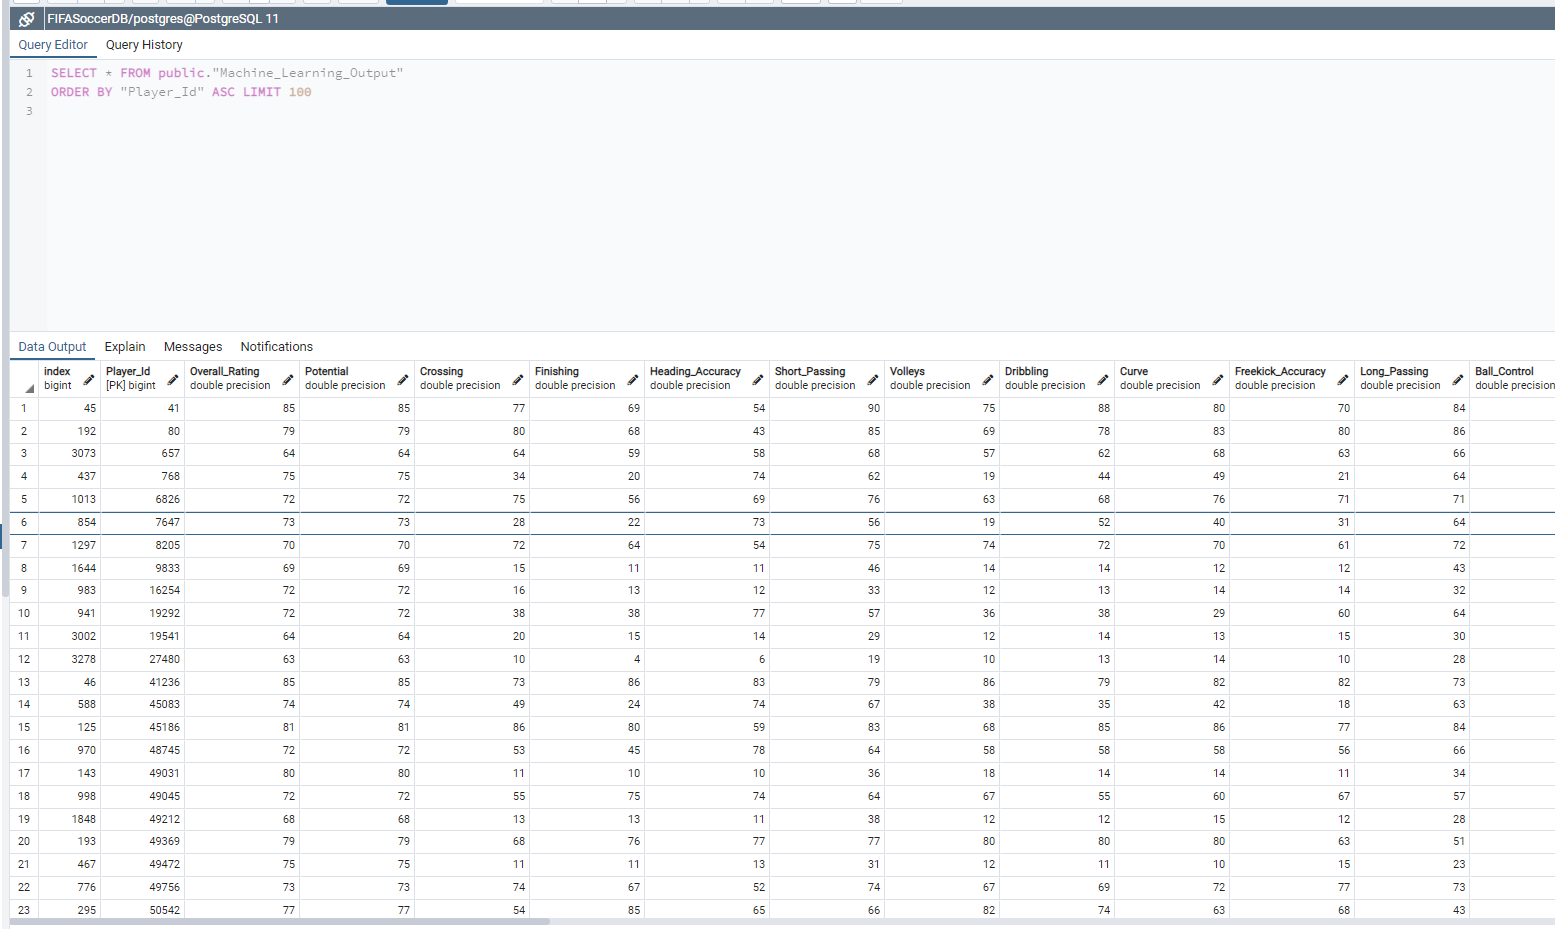 FIFASoccerDB/postgres@PostgreSQL 11
Query Editor Query History
1 SELECT * FROM public."Machine_Learning_Output"
2 ORDER BY "Player_Id" ASC LIMIT 100
3
Data Output Explain Messages Notifications
index Player_Id Overall_Rating Potential Crossing Finishing Heading_Accuracy Short_Passing Volleys Dribbling Curve Freekick_Accuracy Long_Passing Ball_Control
bigint [PK] bigint double precision double precision double precision double precision double precision double precision double precision double precision double precision double precision double precision double precision
1 45 41 85 85 77 69 54 90 75 88 80 70 84
2 192 80 79 79 80 68 43 85 69 78 83 80 86
3 3073 657 64 64 64 59 58 68 57 62 68 63 66
4 437 768 75 75 34 20 74 62 19 44 49 21 64
5 1013 6826 72 72 75 56 69 76 63 68 76 71 71
6 854 7647 73 73 28 22 73 56 19 52 40 31 64
7 1297 8205 70 70 72 64 54 75 74 72 70 61 72
8 1644 9833 69 69 15 11 11 46 14 14 12 12 43
9 983 16254 72 72 16 13 12 33 12 13 14 14 32
10 941 19292 72 72 38 38 77 57 36 38 29 60 64
11 3002 19541 64 64 20 15 14 29 12 14 13 15 30
12 3278 27480 63 63 10 4 6 19 10 13 14 10 28
13 46 41236 85 85 73 86 83 79 86 79 82 82 73
14 588 45083 74 74 49 24 74 67 38 35 42 18 63
15 125 45186 81 81 86 80 59 83 68 85 86 77 84
16 970 48745 72 72 53 45 78 64 58 58 58 56 66
17 143 49031 80 80 11 10 10 36 18 14 14 11 34
18 998 49045 72 72 55 75 74 64 67 55 60 67 57
19 1848 49212 68 68 13 13 11 38 12 12 15 12 28
20 193 49369 79 79 68 76 77 77 80 80 80 63 51
21 467 49472 75 75 11 11 13 31 12 11 10 15 23
22 776 49756 73 73 74 67 52 74 67 69 72 77 73
23 295 50542 77 77 54 85 65 66 82 74 63 68 43